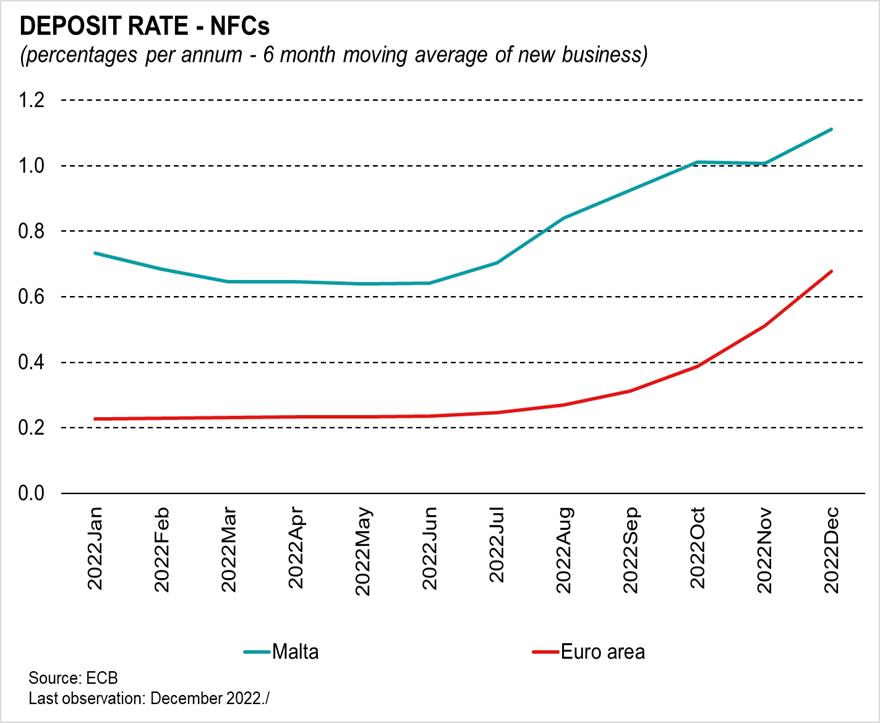 DEPOSIT RATE - NFCs
(percentages per annum - 6 month moving average of new business)
1.2
1.0
0.8
0.6
0.4
0.2
0.0
2022Jan
2022Feb
2022Mar
2022Apr
2022May
2022Jun
2022Jul
2022Aug
2022Sep
2022Oct
2022Nov
2022Dec
Malta
Euro area
Source: ECB
Last observation: December 2022./